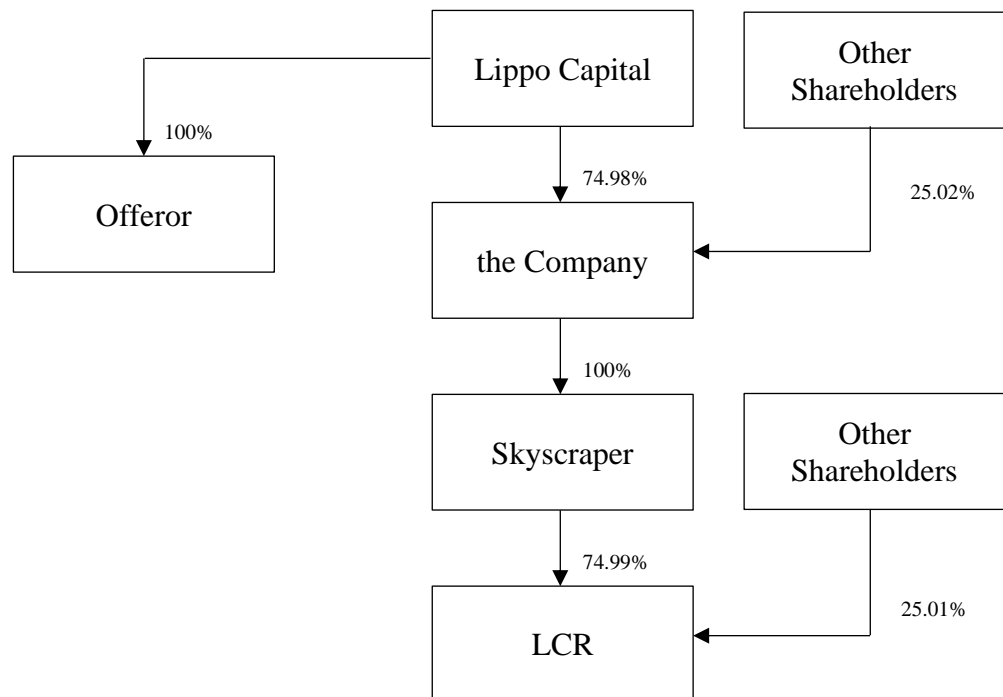 Lippo Capital
Other
Shareholders
100%
74.98%
25.02%
Offeror
the Company
100%
Skyscraper
Other
Shareholders
74.99%
25.01%
LCR